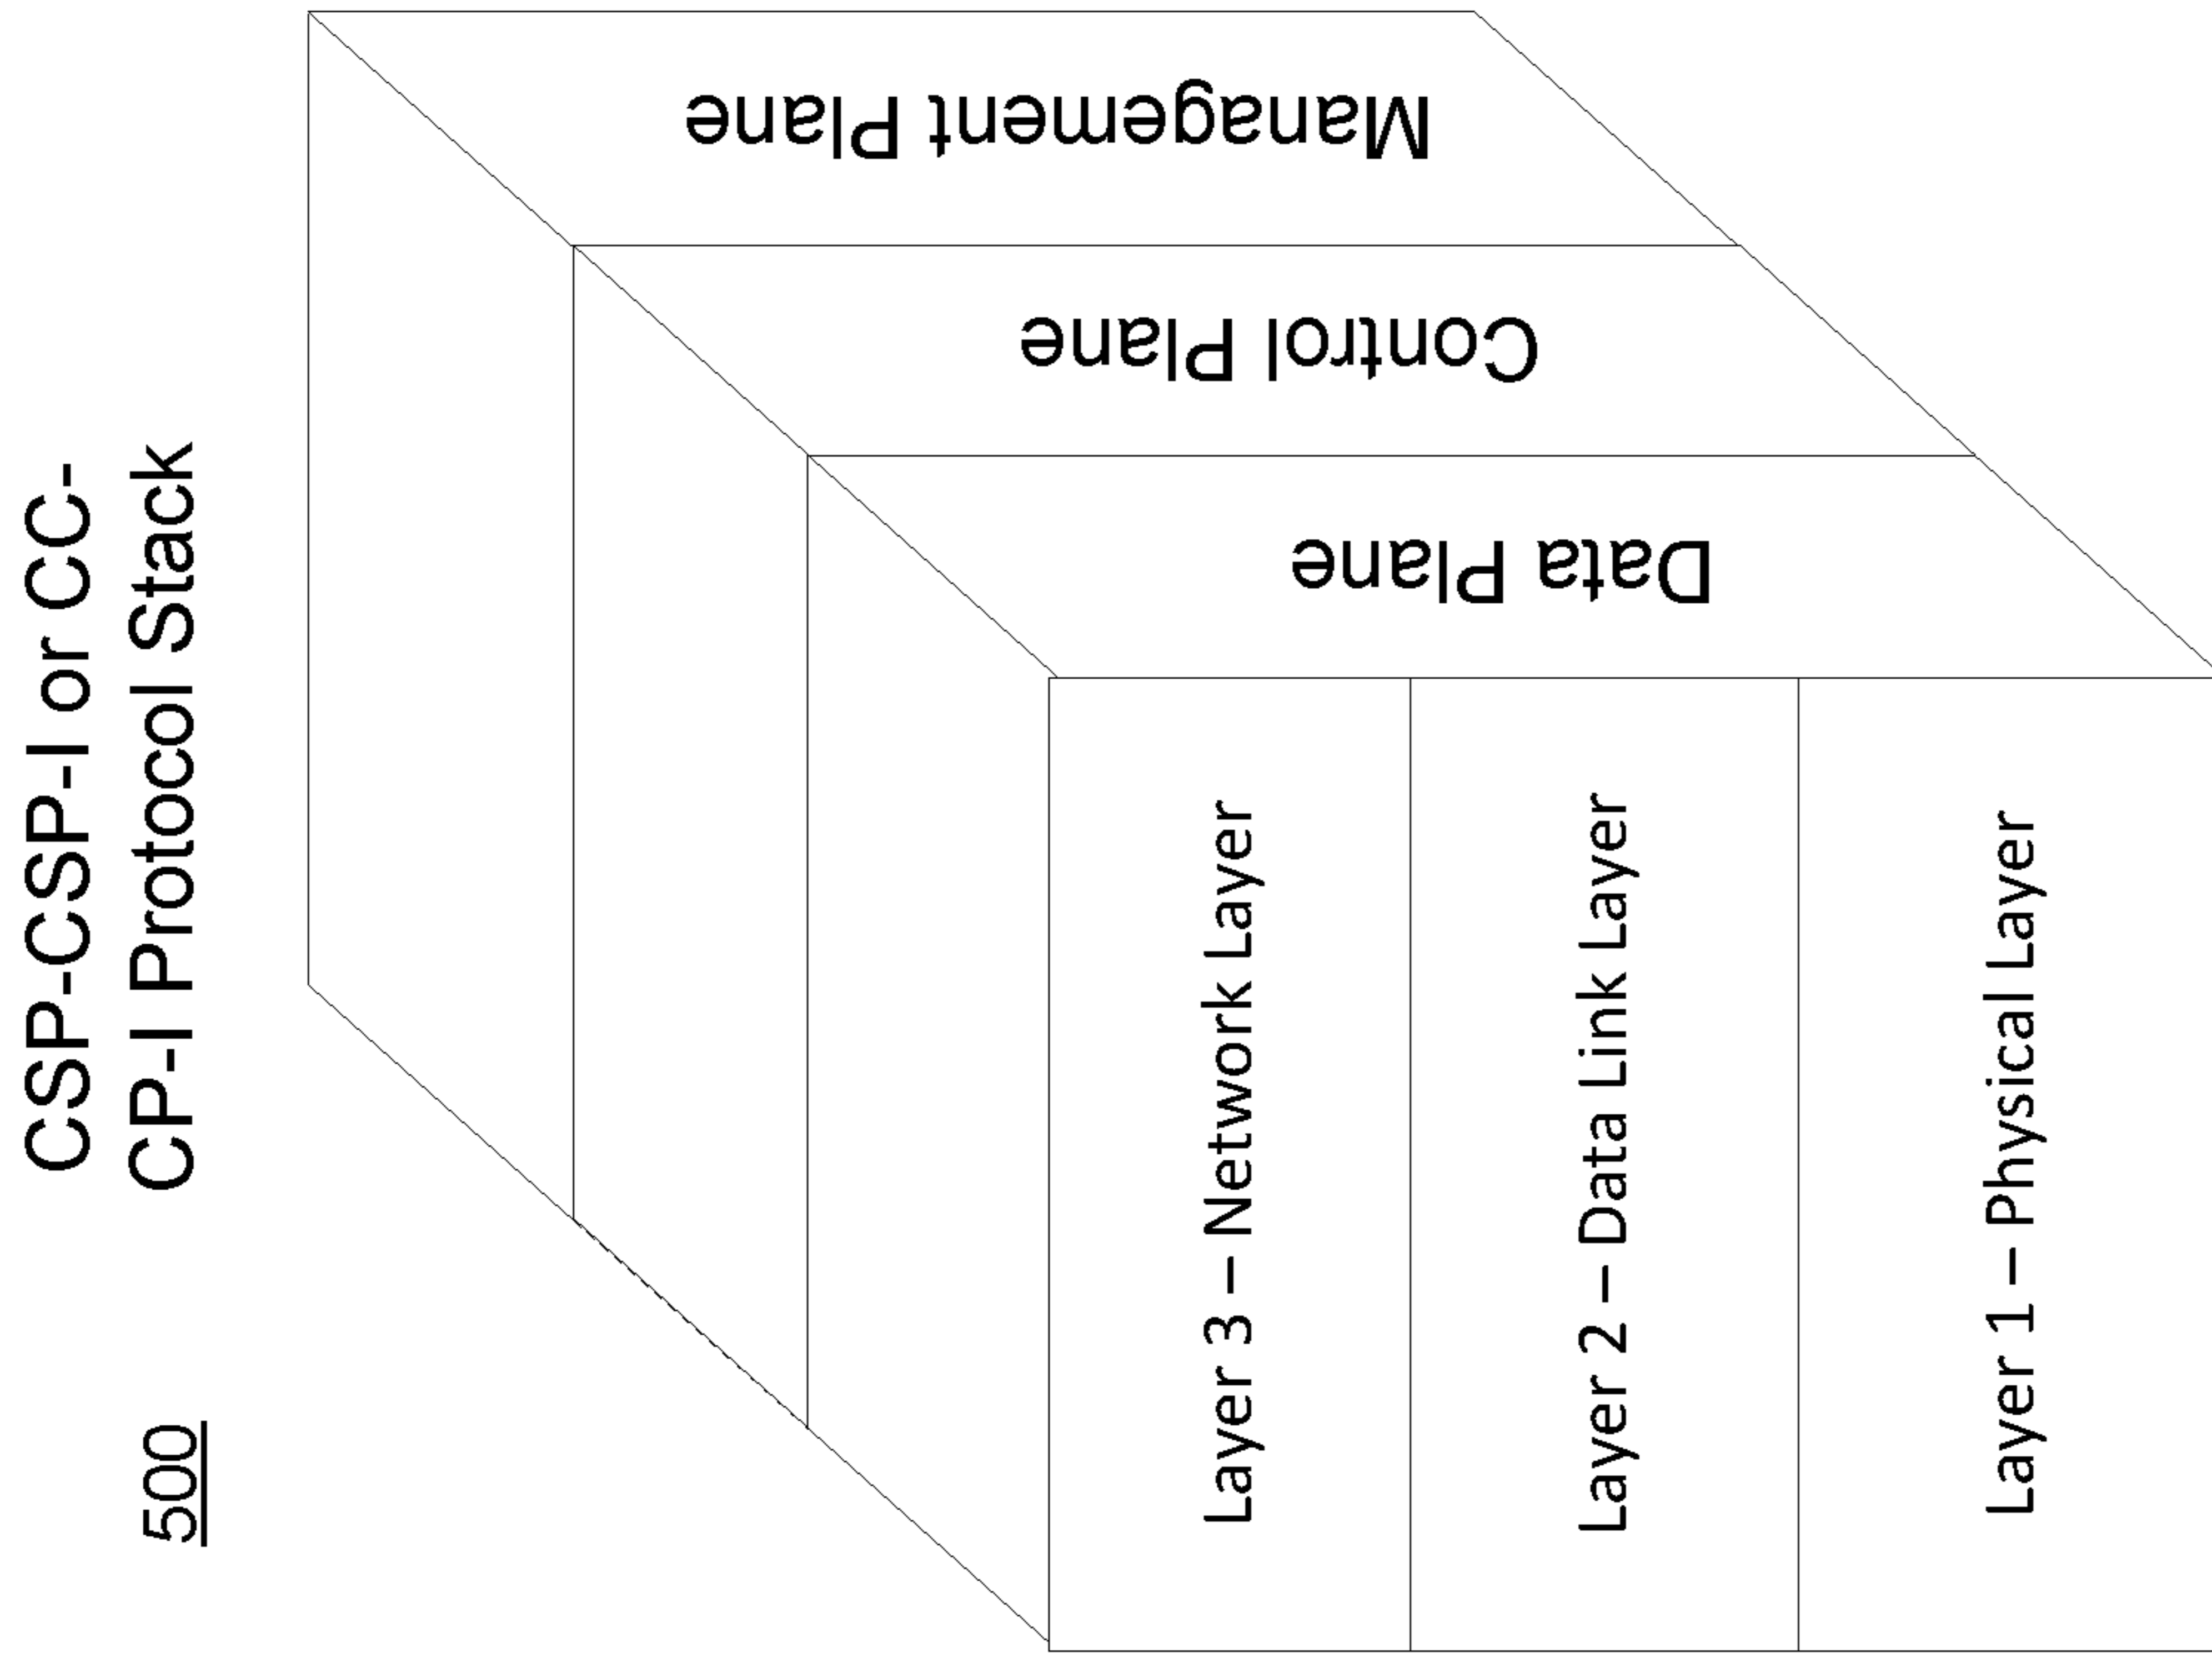 CSP-CSP-I or CC-
CP-I Protocol Stack
500
Layer 3 – Network Layer
Layer 2 – Data Link Layer
Layer 1 – Physical Layer
Data Plane
Control Plane
Management Plane